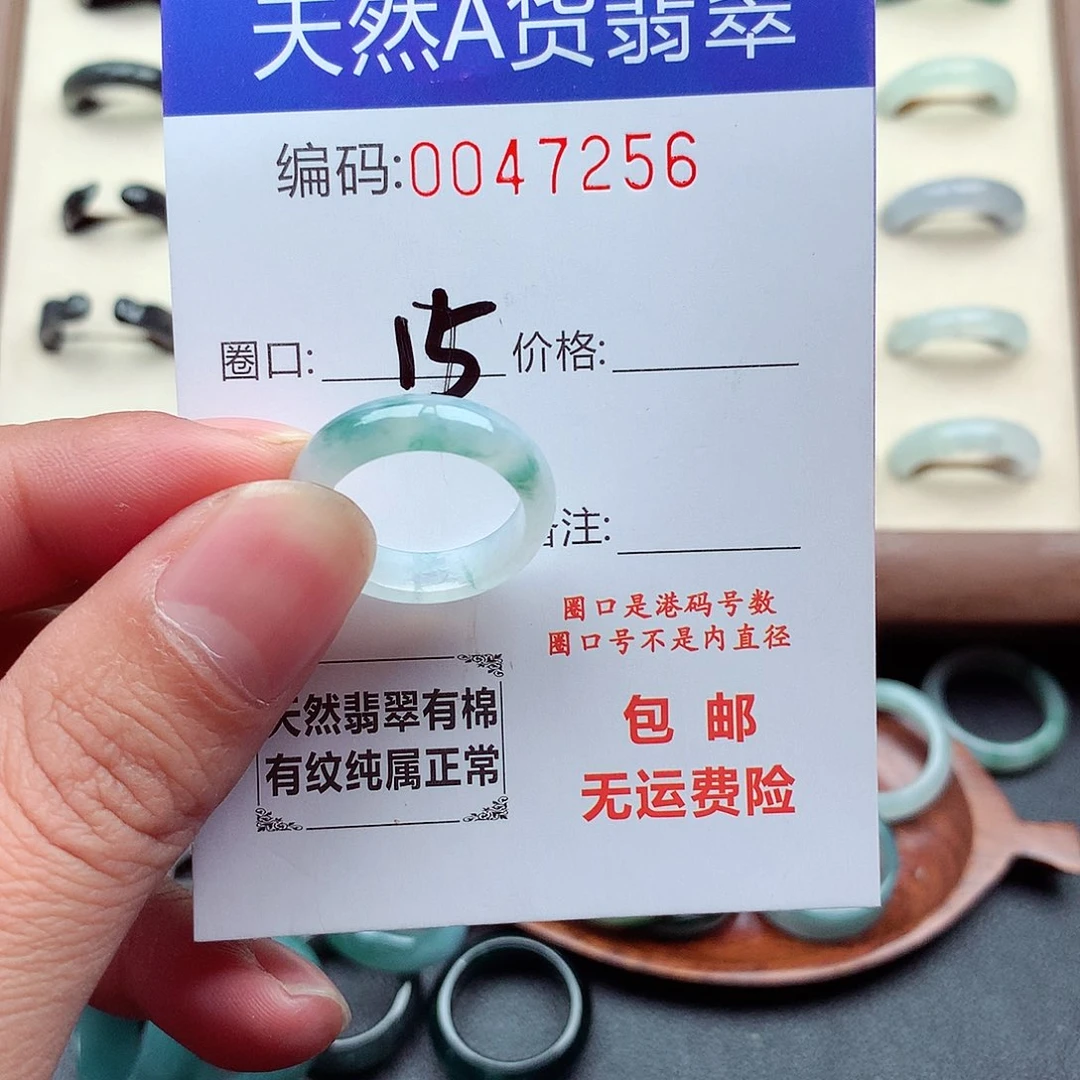 天然A货翡翠
编码:0047256
圈口: 15 价格:
备注:
圈口是港码号数
圈口号不是内直径
天然翡翠有棉
有纹纯属正常
包 邮
无运费险